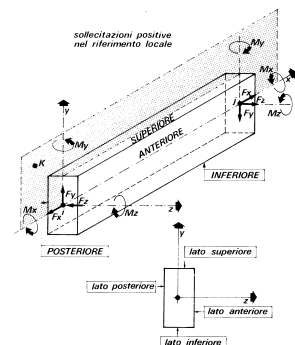 sollecitazioni positive
nel riferimento locale
My
My
Mx
x
Fx
j
Fz
Fy
Mz
SUPERIORE
ANTERIORE
INFERIORE
y
K
My
Mx
Fy
Fx
i
Fz
Mz
z
POSTERIORE
y
lato superiore
lato posteriore
z
lato anteriore
lato inferiore